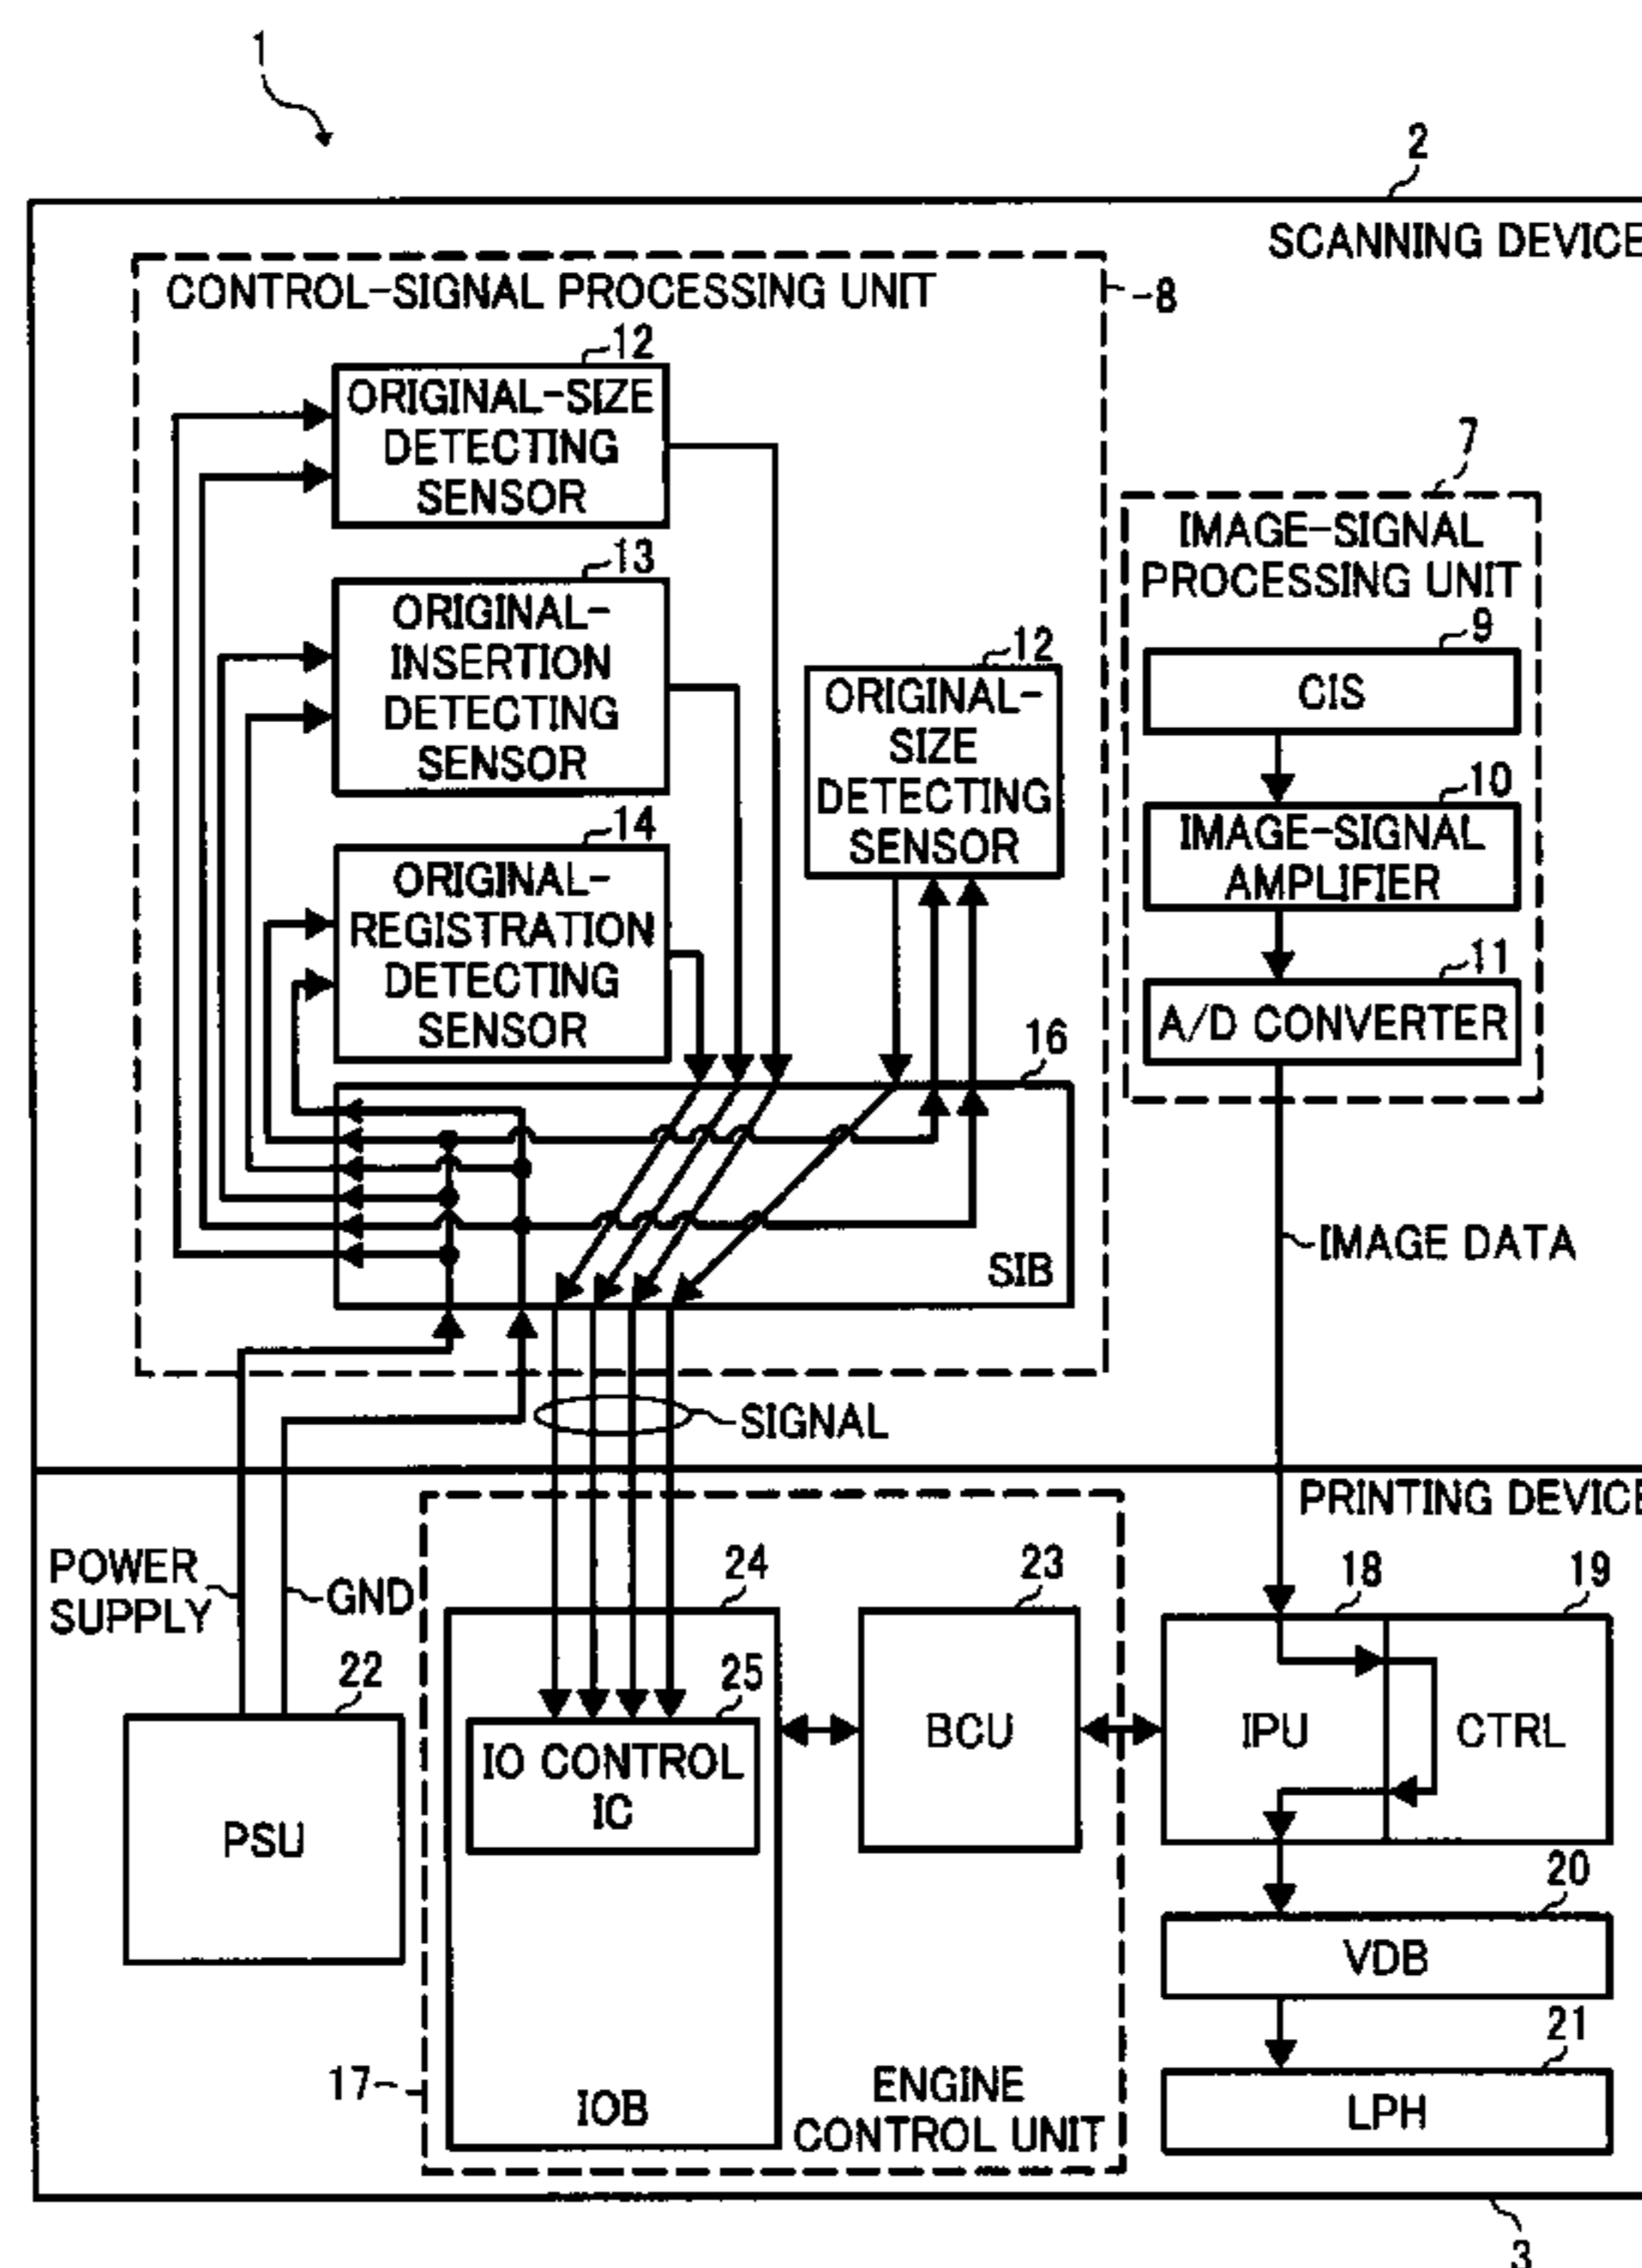 1
2
SCANNING DEVICE
CONTROL-SIGNAL PROCESSING UNIT
8
12
ORIGINAL-SIZE
DETECTING
SENSOR
7
IMAGE-SIGNAL
PROCESSING UNIT
13
ORIGINAL-
INSERTION
DETECTING
SENSOR
12
ORIGINAL-
SIZE
DETECTING
SENSOR
9
CIS
10
IMAGE-SIGNAL
AMPLIFIER
14
ORIGINAL-
REGISTRATION
DETECTING
SENSOR
11
A/D CONVERTER
16
SIB
IMAGE DATA
SIGNAL
PRINTING DEVICE
POWER
SUPPLY
GND
22
PSU
24
25
IO CONTROL
IC
IOB
23
BCU
18
IPU
19
CTRL
20
VDB
21
LPH
17
ENGINE
CONTROL UNIT
3